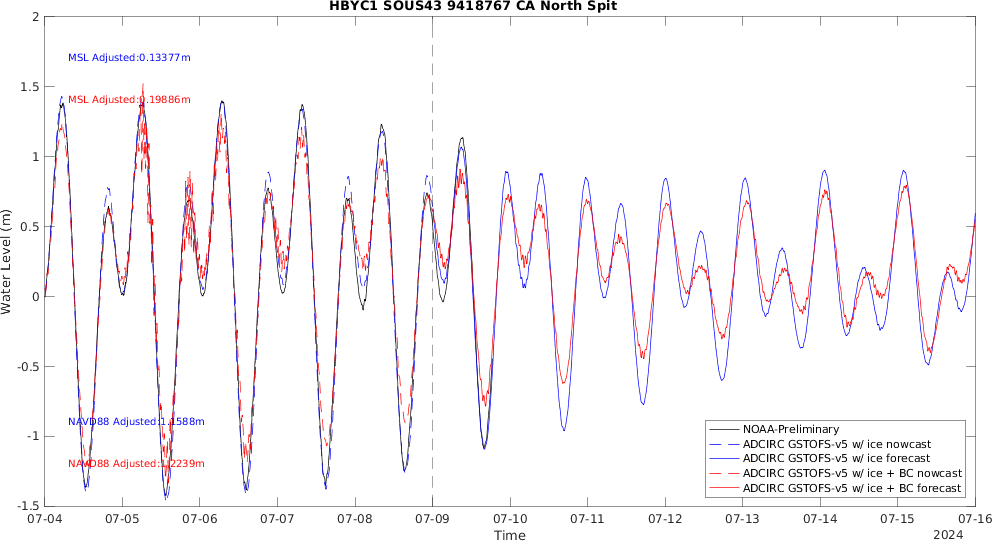 HBYC1 SOUS43 9418767 CA North Spit
MSL Adjusted:0.13377m
MSL Adjusted:0.19886m
NAVD88 Adjusted:1.1588m
NAVD88 Adjusted:1.2239m
Water Level (m)
2
1.5
1
0.5
0
-0.5
-1
-1.5
NOAA-Preliminary
ADCIRC GSTOFS-v5 w/ ice nowcast
ADCIRC GSTOFS-v5 w/ ice forecast
ADCIRC GSTOFS-v5 w/ ice + BC nowcast
ADCIRC GSTOFS-v5 w/ ice + BC forecast
07-04 07-05 07-06 07-07 07-08 07-09 07-10 07-11 07-12 07-13 07-14 07-15 07-16
Time
2024